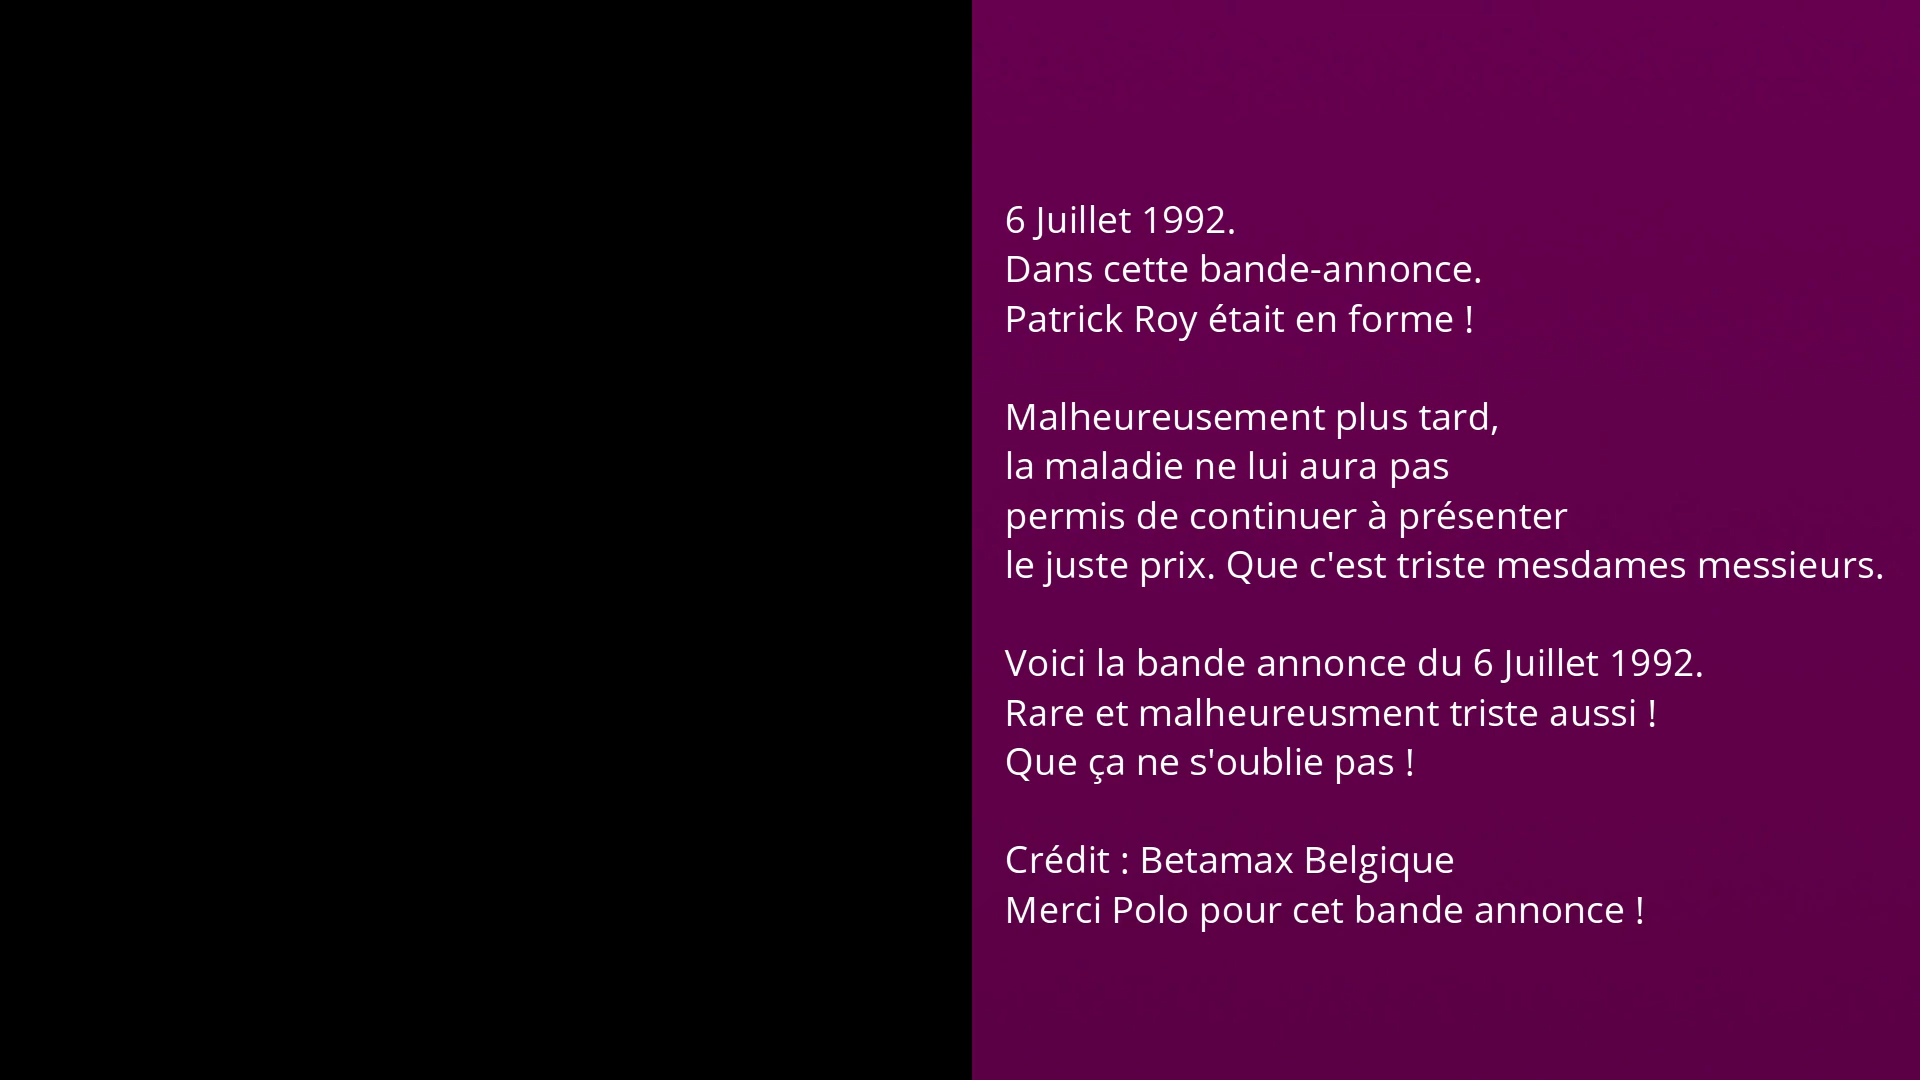 6 Juillet 1992.
Dans cette bande-annonce.
Patrick Roy était en forme !
Malheureusement plus tard,
la maladie ne lui aura pas
permis de continuer à présenter
le juste prix. Que c'est triste mesdames messieurs.
Voici la bande annonce du 6 Juillet 1992.
Rare et malheureusment triste aussi !
Que ça ne s'oublie pas !
Crédit : Betamax Belgique
Merci Polo pour cet bande annonce !